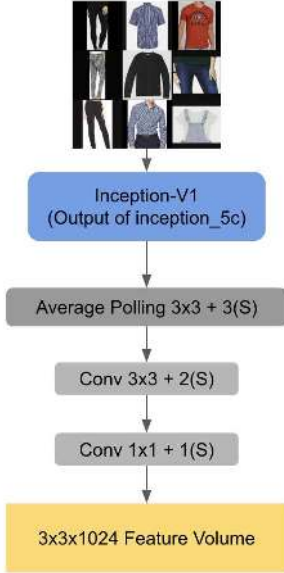 Inception-V1
(Output of inception_5c)
Average Polling 3x3 + 3(S)
Conv 3x3 + 2(S)
Conv 1x1 + 1(S)
3x3x1024 Feature Volume